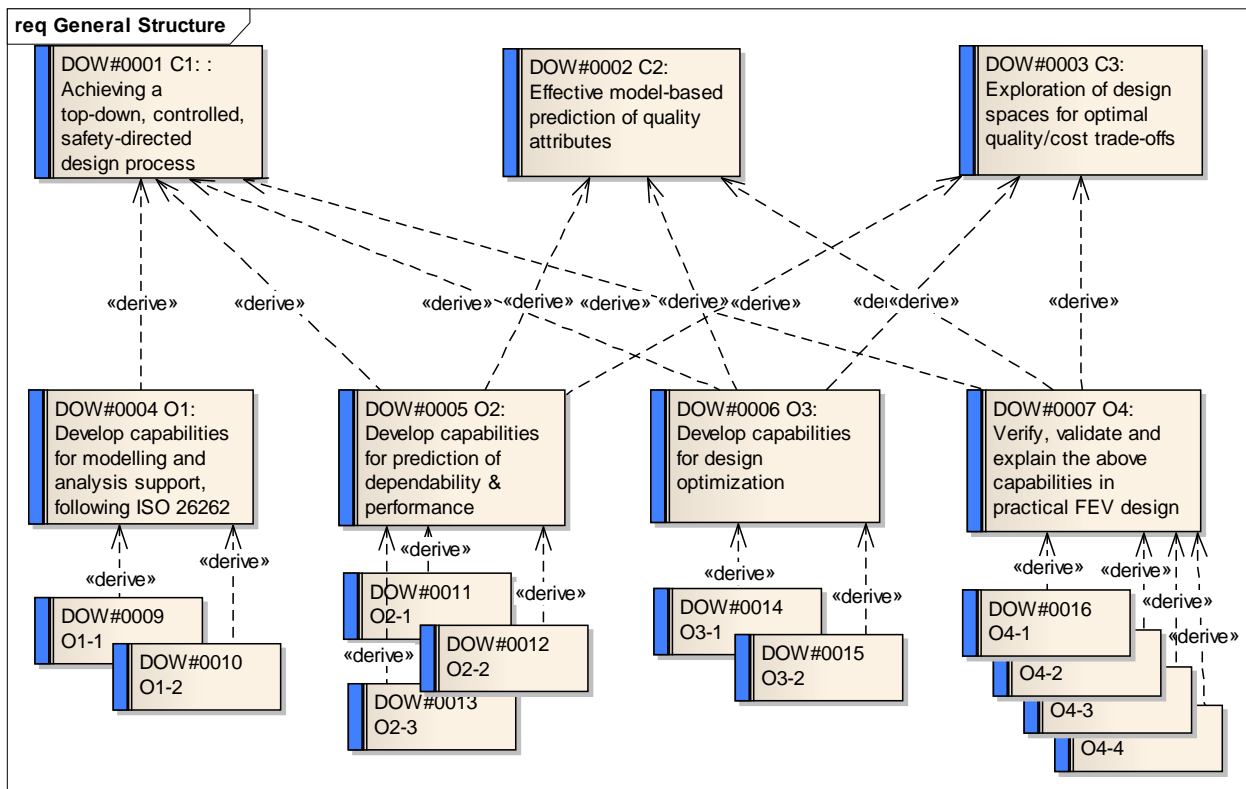 req General Structure
DOW#0001 C1: :
Achieving a
top-down, controlled,
safety-directed
design process
DOW#0002 C2:
Effective model-based
prediction of quality
attributes
DOW#0003 C3:
Exploration of design
spaces for optimal
quality/cost trade-offs
«derive»
«derive»
«derive»
«derive»
«derive»
«derive»
«derive»
«derive»
«derive»
«derive»
DOW#0004 O1:
Develop capabilities
for modelling and
analysis support,
following ISO 26262
DOW#0005 O2:
Develop capabilities
for prediction of
dependability &
performance
DOW#0006 O3:
Develop capabilities
for design
optimization
DOW#0007 O4:
Verify, validate and
explain the above
capabilities in
practical FEV design
«derive»
«derive»
«derive»
«derive»
«derive»
«derive»
«derive»
«derive»
«derive»
«derive»
DOW#0009
O1-1
DOW#0010
O1-2
DOW#0011
O2-1
DOW#0012
O2-2
«derive»
DOW#0013
O2-3
DOW#0014
O3-1
DOW#0015
O3-2
DOW#0016
O4-1
O4-2
O4-3
O4-4